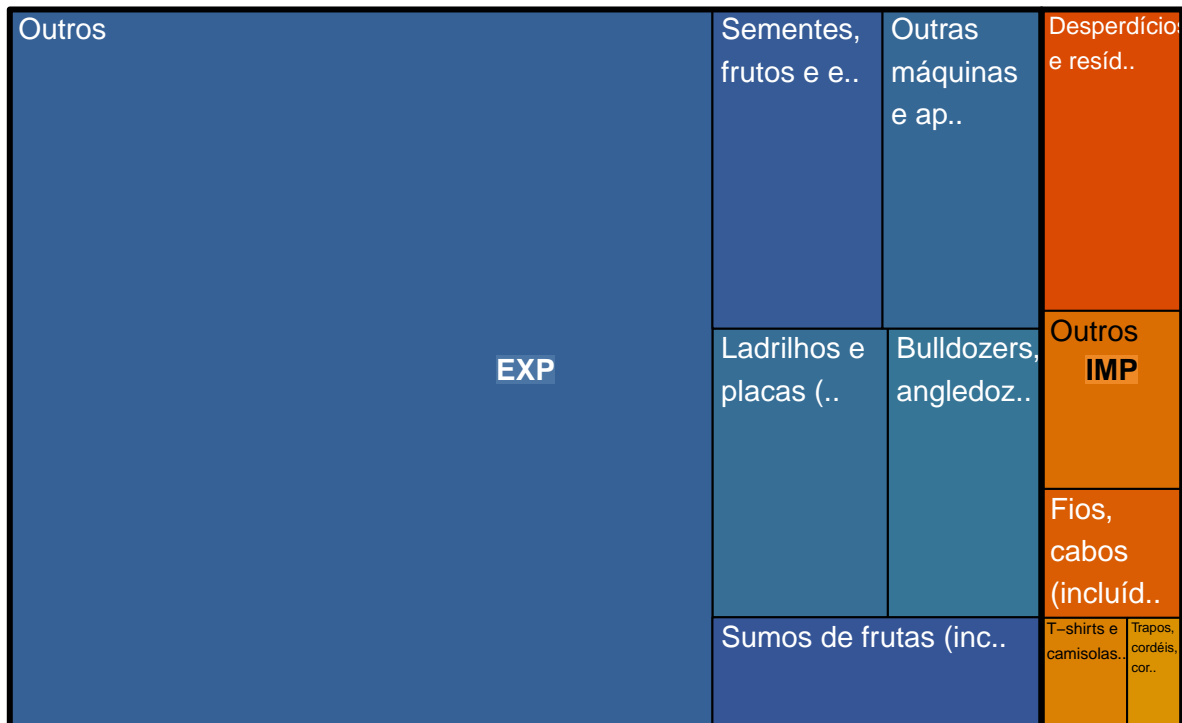 Outros
Sementes,
frutos e e..
Outras
máquinas
e ap..
Desperdícios
e resíd..
EXP
Ladrilhos e
placas (..
Bulldozers,
angledoz..
Outros
IMP
Fios,
cabos
(incluíd..
Sumos de frutas (inc..
T−shirts e
camisolas..
Trapos,
cordéis,
cor..